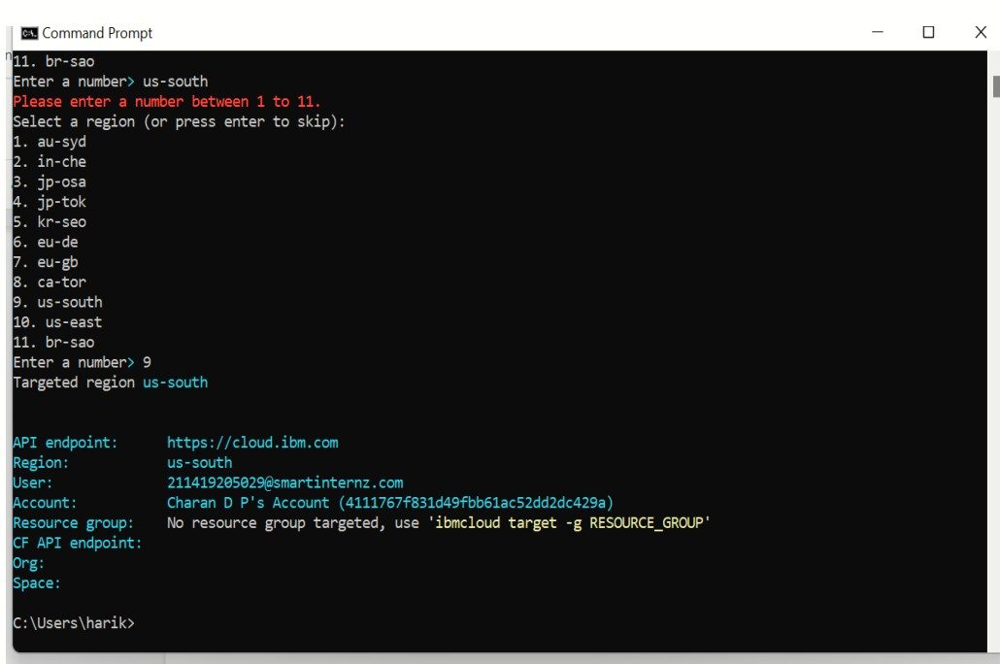 Command Prompt
11. br-sao
Enter a number> us-south
Please enter a number between 1 to 11.
Select a region (or press enter to skip):
1. au-syd
2. in-che
3. jp-osa
4. jp-tok
5. kr-seo
6. eu-de
7. eu-gb
8. ca-tor
9. us-south
10. us-east
11. br-sao
Enter a number> 9
Targeted region us-south
API endpoint: https://cloud.ibm.com
Region: us-south
User: 211419205029@smartinternz.com
Account: Charan D P's Account (4111767f831d49fbb61ac52dd2dc429a)
Resource group: No resource group targeted, use 'ibmcloud target -g RESOURCE_GROUP'
CF API endpoint:
Org:
Space:
C:\Users\harik>